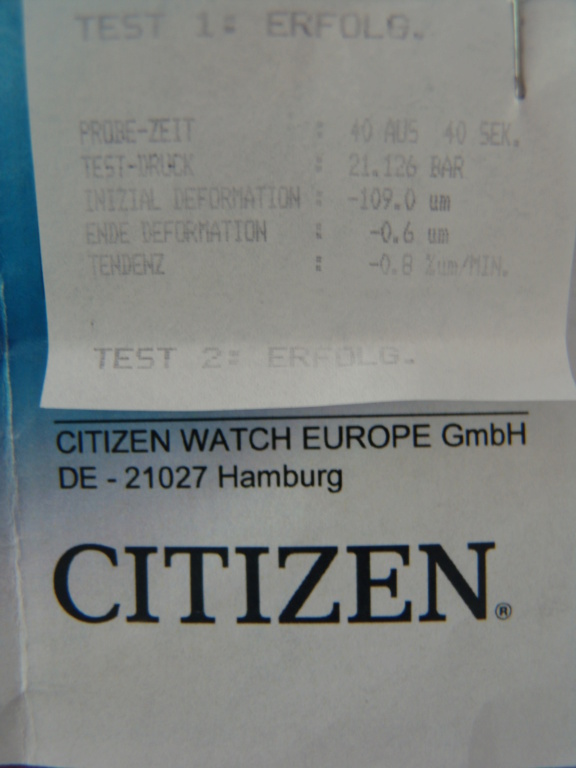 TEST 1: ERFOLG.
PROBE-ZEIT : 40 AUS 40 SEK.
TEST-DRUCK : 21.126 BAR
INIZIAL DEFORMATION : -109.0 um
ENDE DEFORMATION : -0.6 um
TENDENZ : -0.8 %um/MIN.
TEST 2: ERFOLG.
CITIZEN WATCH EUROPE GmbH
DE - 21027 Hamburg
CITIZEN®